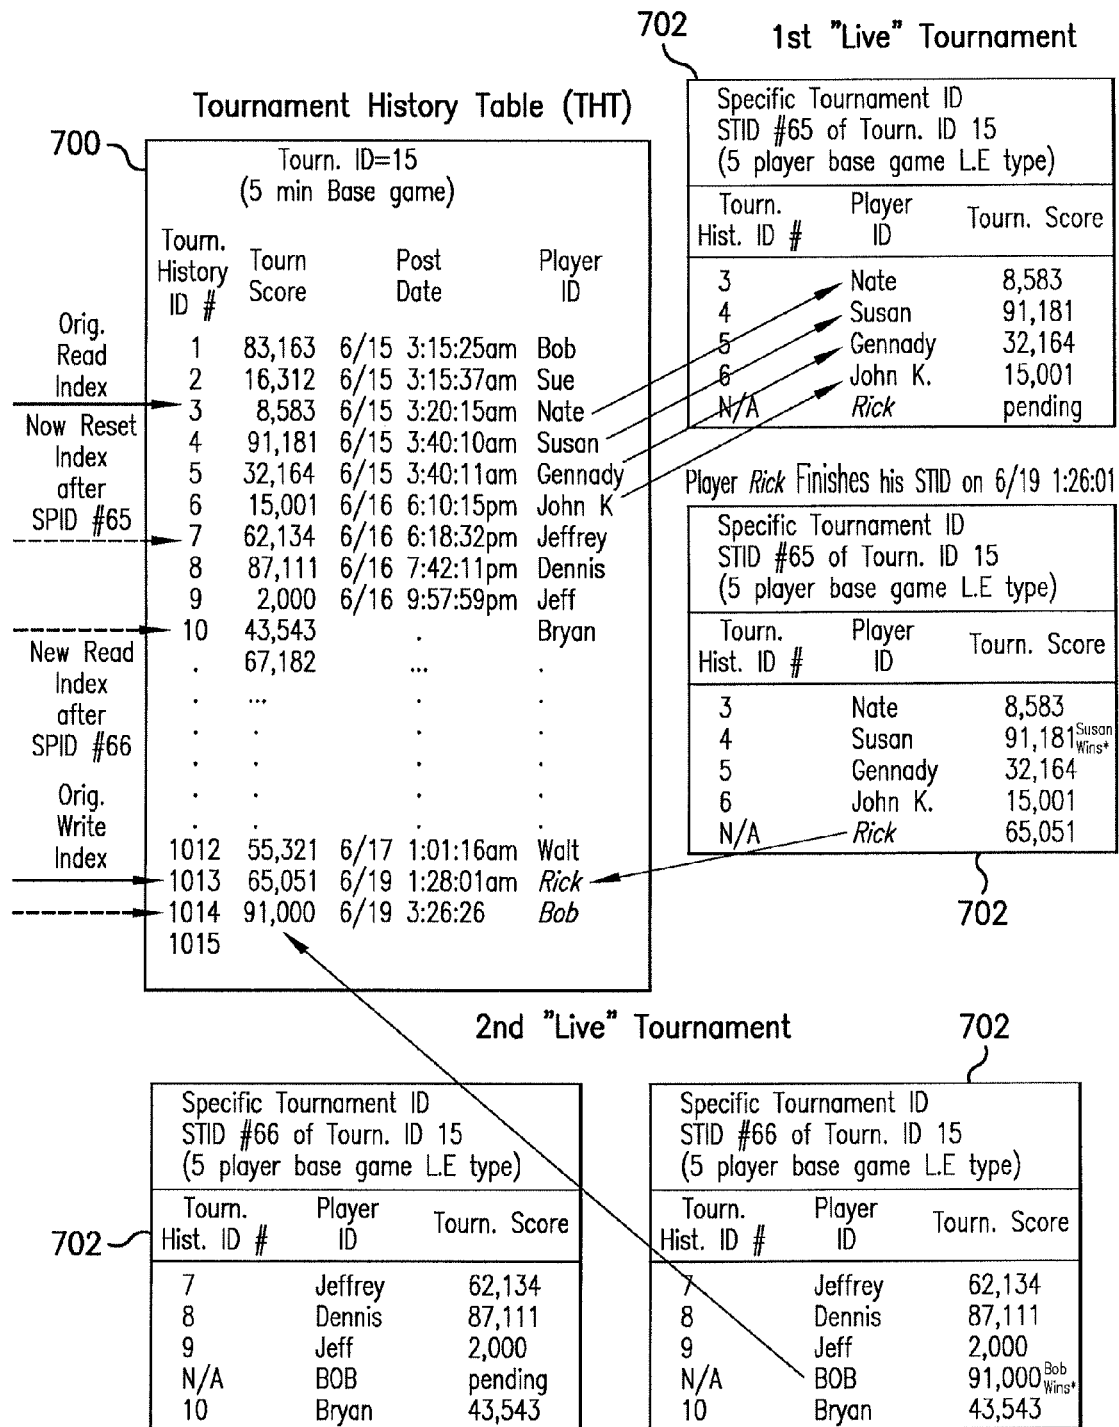 702
1st "Live" Tournament
Specific Tournament ID
STID #65 of Tourn. ID 15
(5 player base game L.E type)
Tourn. Hist. ID # Player ID Tourn. Score
3 Nate 8,583
4 Susan 91,181
5 Gennady 32,164
6 John K. 15,001
N/A Rick pending
Tournament History Table (THT)
700
Tourn. ID=15
(5 min Base game)
Tourn. History ID # Tourn Score Post Date Player ID
1 83,163 6/15 3:15:25am Bob
2 16,312 6/15 3:15:37am Sue
3 8,583 6/15 3:20:15am Nate
4 91,181 6/15 3:40:10am Susan
5 32,164 6/15 3:40:11am Gennady
6 15,001 6/16 6:10:15pm John K
7 62,134 6/16 6:18:32pm Jeffrey
8 87,111 6/16 7:42:11pm Dennis
9 2,000 6/16 9:57:59pm Jeff
10 43,543 . Bryan
. 67,182 ... .
. ... . .
. . . .
. . . .
. . . .
. . . .
1012 55,321 6/17 1:01:16am Walt
1013 65,051 6/19 1:28:01am Rick
1014 91,000 6/19 3:26:26 Bob
1015
Orig.
Read
Index
Now Reset
Index
after
SPID #65
New Read
Index
after
SPID #66
Orig.
Write
Index
Player Rick Finishes his STID on 6/19 1:26:01
Specific Tournament ID
STID #65 of Tourn. ID 15
(5 player base game L.E type)
Tourn. Hist. ID # Player ID Tourn. Score
3 Nate 8,583
4 Susan 91,181 Susan Wins*
5 Gennady 32,164
6 John K. 15,001
N/A Rick 65,051
702
2nd "Live" Tournament
702
Specific Tournament ID
STID #66 of Tourn. ID 15
(5 player base game L.E type)
Tourn. Hist. ID # Player ID Tourn. Score
7 Jeffrey 62,134
8 Dennis 87,111
9 Jeff 2,000
N/A BOB pending
10 Bryan 43,543
702
Specific Tournament ID
STID #66 of Tourn. ID 15
(5 player base game L.E type)
Tourn. Hist. ID # Player ID Tourn. Score
7 Jeffrey 62,134
8 Dennis 87,111
9 Jeff 2,000
N/A BOB 91,000 Bob Wins*
10 Bryan 43,543